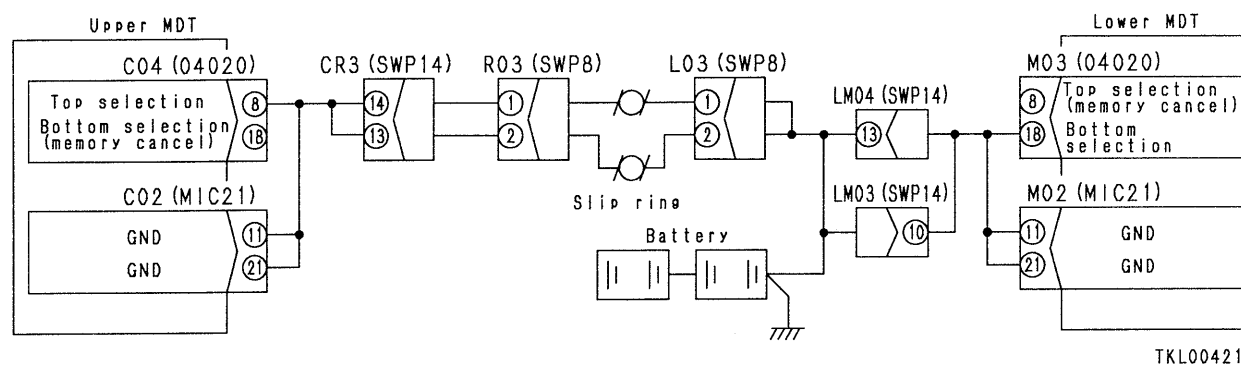 Upper MDT
Lower MDT
C04 (04020)
CR3 (SWP14)
R03 (SWP8)
L03 (SWP8)
M03 (04020)
LM04 (SWP14)
Top selection
8
Bottom selection
(memory cancel)
18
14
13
1
2
1
2
13
8
Top selection
(memory cancel)
18
Bottom
selection
Slip ring
C02 (MIC21)
LM03 (SWP14)
M02 (MIC21)
GND
11
GND
21
Battery
10
11
GND
21
GND
TKL00421